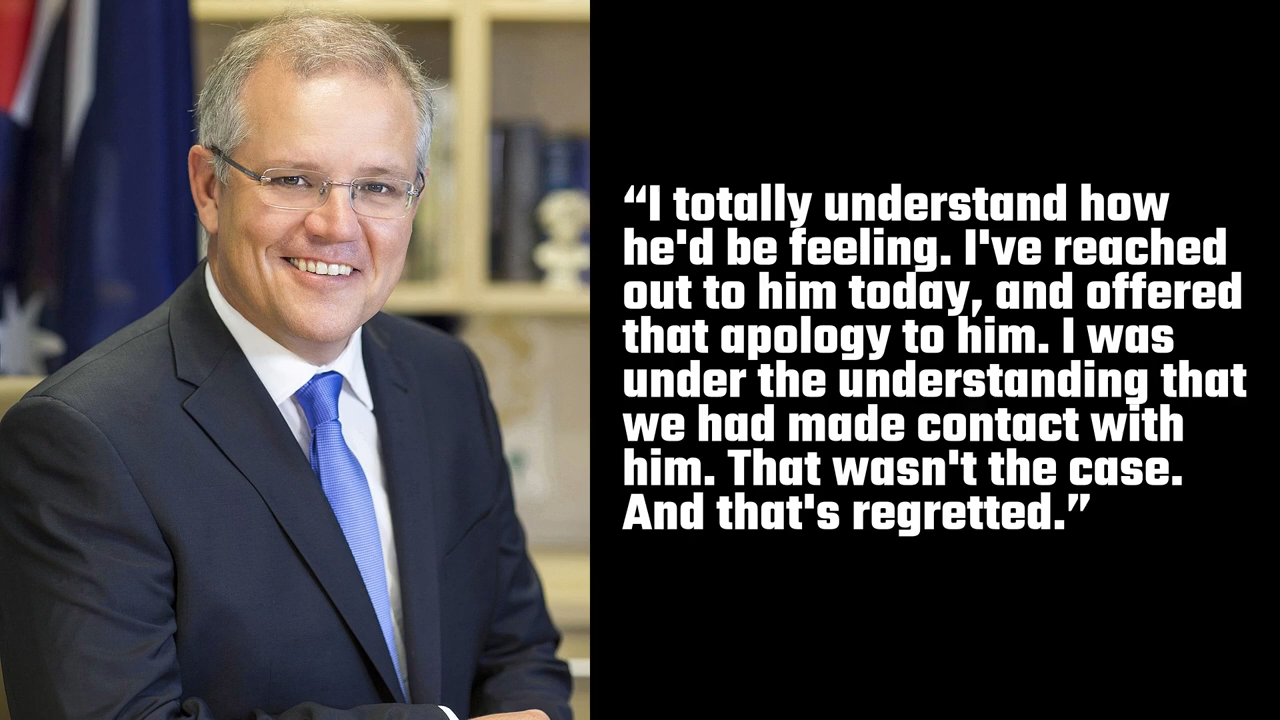 “I totally understand how
he'd be feeling. I've reached
out to him today, and offered
that apology to him. I was
under the understanding that
we had made contact with
him. That wasn't the case.
And that's regretted.”